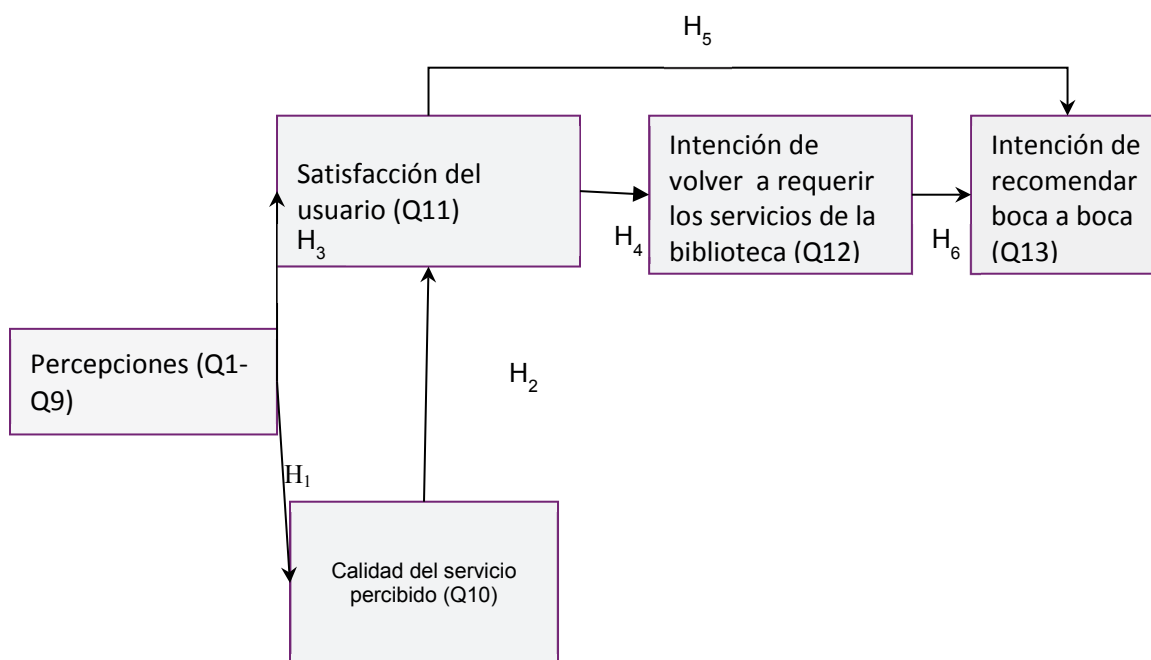 H5
Satisfacción del
usuario (Q11)
H3
Intención de
volver a requerir
los servicios de la
biblioteca (Q12)
H4
Intención de
recomendar
boca a boca
(Q13)
H6
Percepciones (Q1-
Q9)
H2
H1
Calidad del servicio
percibido (Q10)